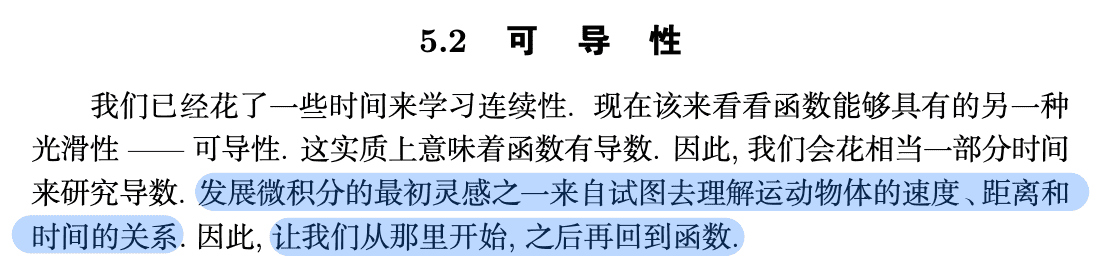 5.2 可 导 性
我们已经花了一些时间来学习连续性. 现在该来看看函数能够具有的另一种
光滑性 —— 可导性. 这实质上意味着函数有导数. 因此, 我们会花相当一部分时间
来研究导数. 发展微积分的最初灵感之一来自试图去理解运动物体的速度、距离和
时间的关系. 因此, 让我们从那里开始, 之后再回到函数.